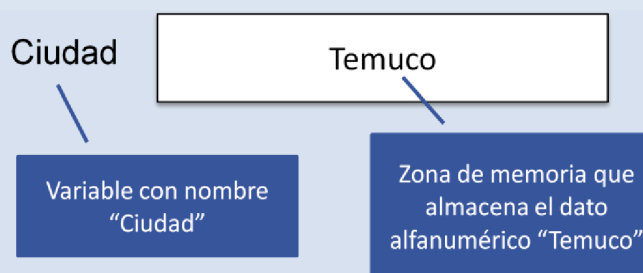 Ciudad
Temuco
Variable con nombre
“Ciudad”
Zona de memoria que
almacena el dato
alfanumérico “Temuco”